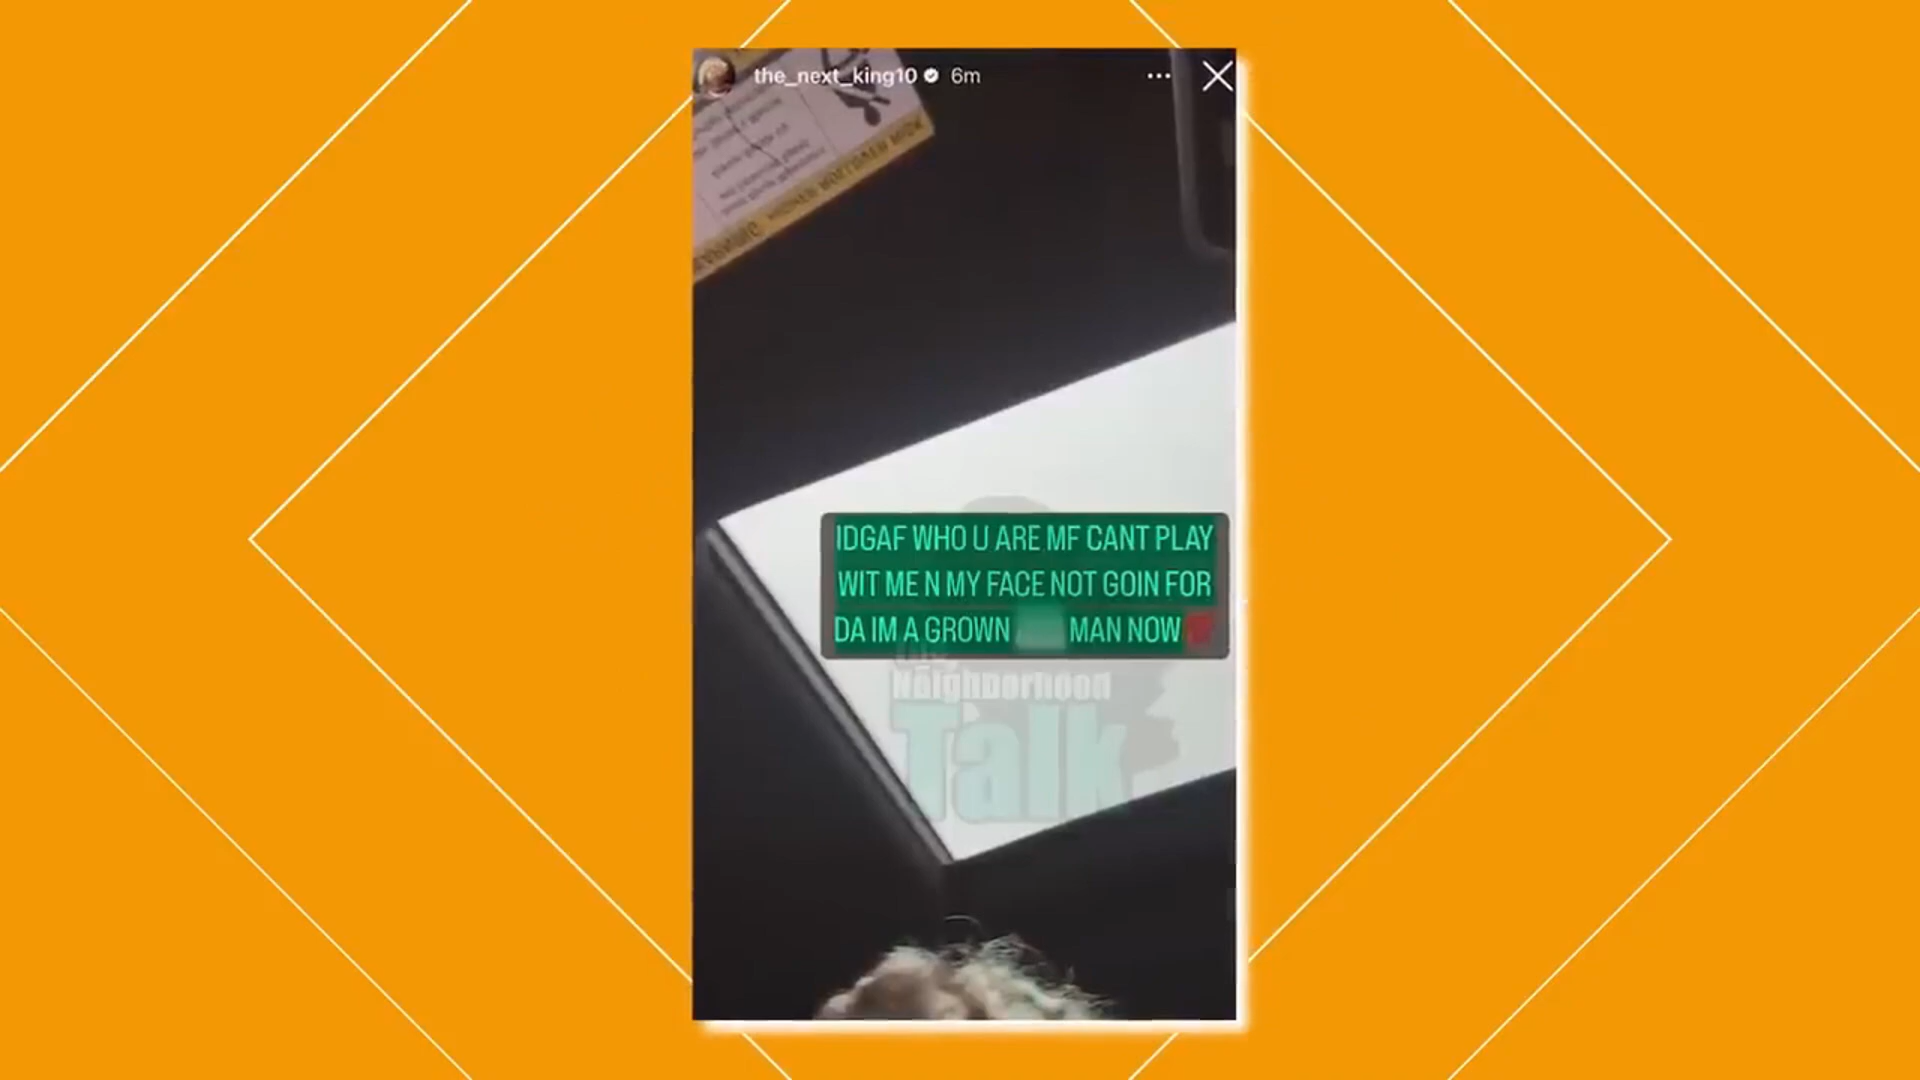 the_next_king10 6m
IDGAF WHO U ARE MF CANT PLAY
WIT ME N MY FACE NOT GOIN FOR
DA IM A GROWN MAN NOW
Neighborhood
Talk